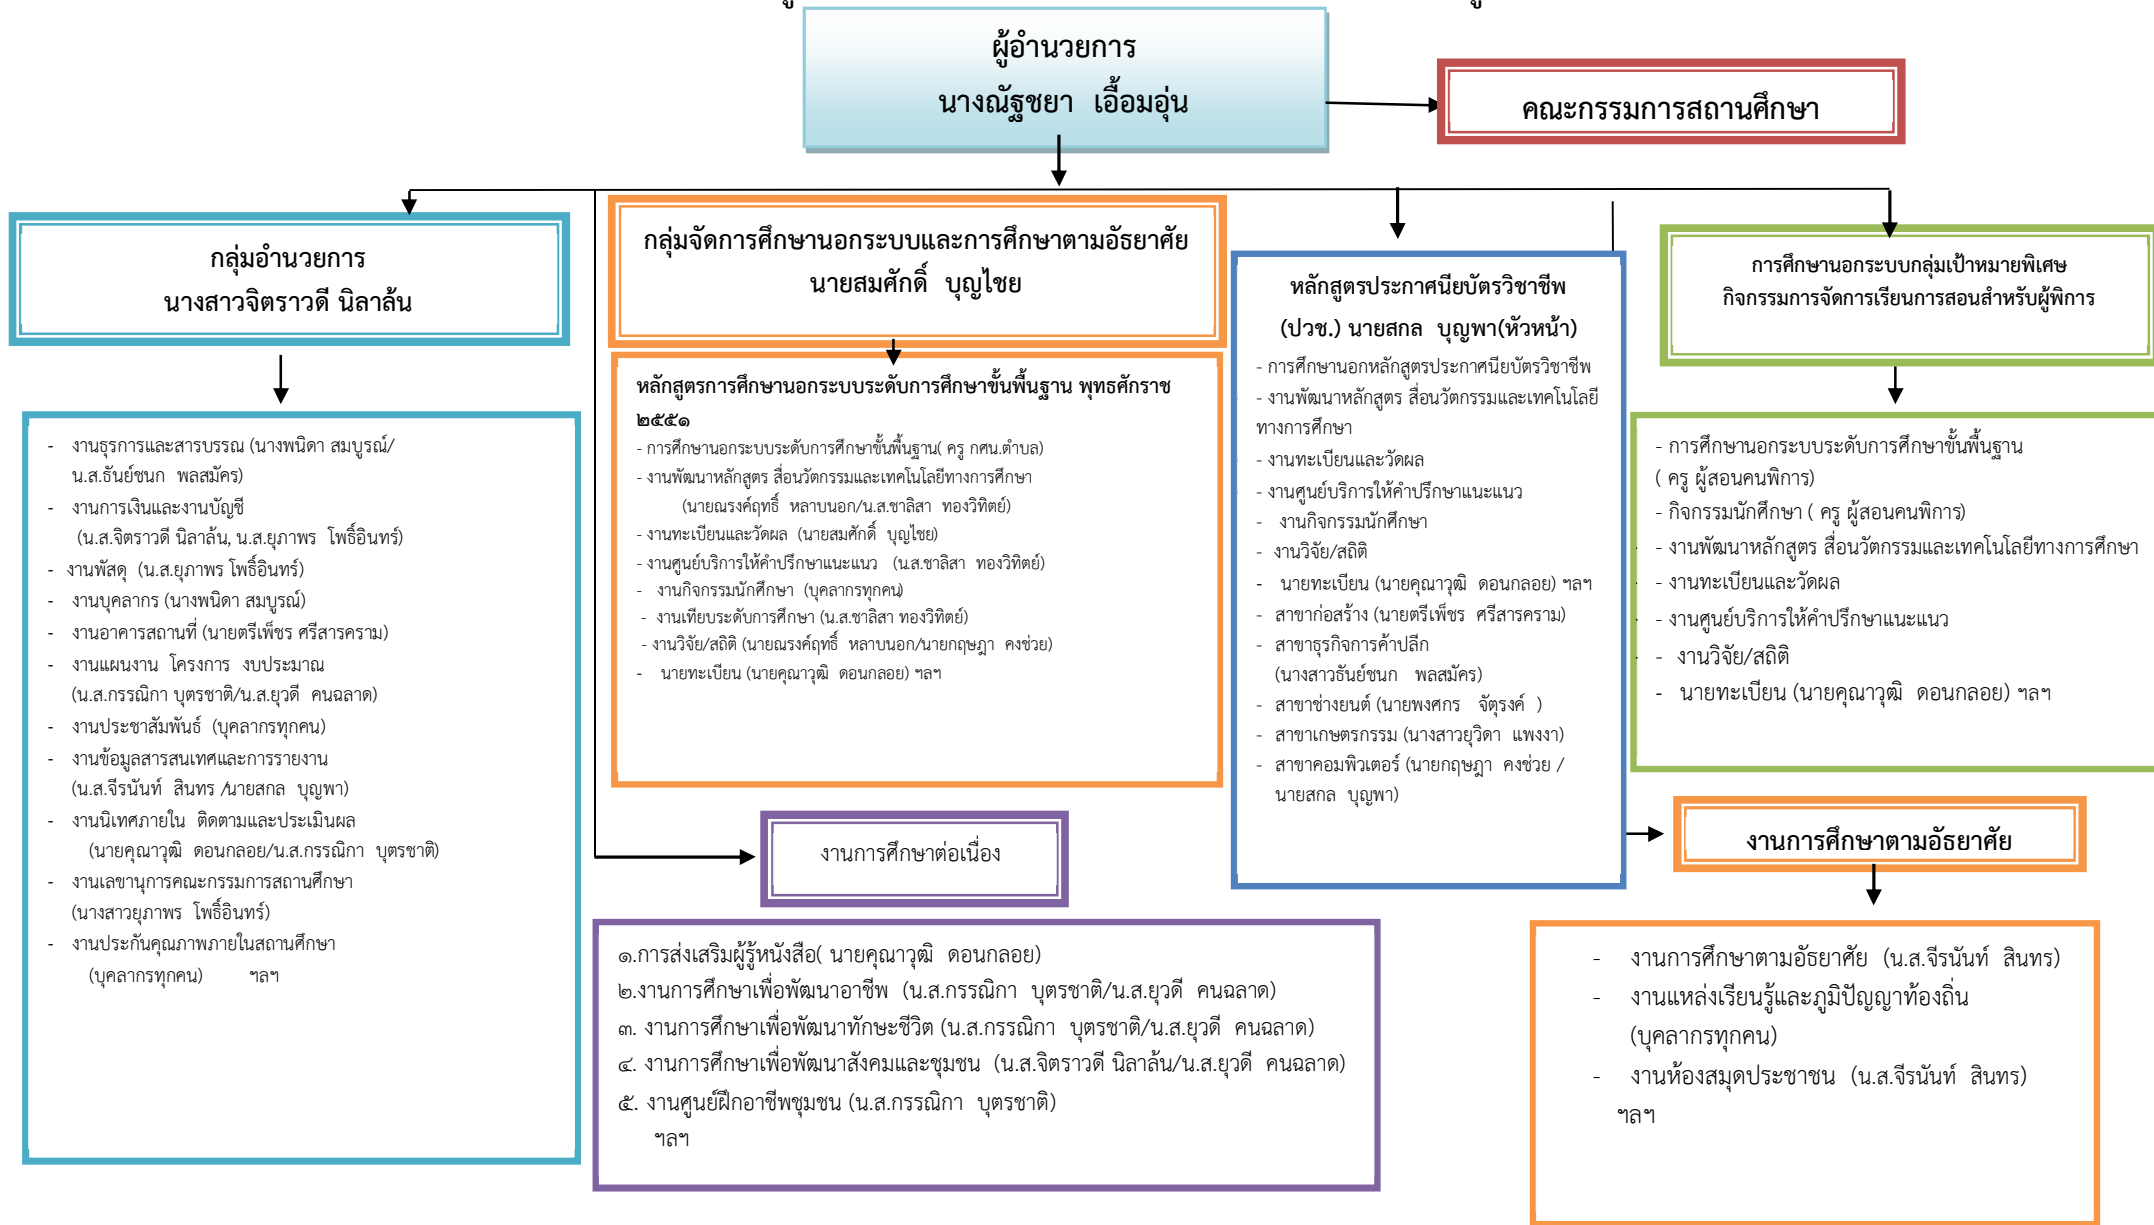 ผู้อำนวยการ
นางณัฐชยา เอื้อมอุ่น
คณะกรรมการสถานศึกษา
กลุ่มอำนวยการ
นางสาวจิตราวดี นิลาล้น
- งานธุรการและสารบรรณ (นางพนิดา สมบูรณ์/
น.ส.ธันย์ชนก พลสมัคร)
- งานการเงินและงานบัญชี
(น.ส.จิตราวดี นิลาล้น, น.ส.ยุภาพร โพธิ์อินทร์)
- งานพัสดุ (น.ส.ยุภาพร โพธิ์อินทร์)
- งานบุคลากร (นางพนิดา สมบูรณ์)
- งานอาคารสถานที่ (นายตรีเพ็ชร ศรีสารคราม)
- งานแผนงาน โครงการ งบประมาณ
(น.ส.กรรณิกา บุตรชาติ/น.ส.ยุวดี คนฉลาด)
- งานประชาสัมพันธ์ (บุคลากรทุกคน)
- งานข้อมูลสารสนเทศและการรายงาน
(น.ส.จีรนันท์ สินทร /นายสกล บุญพา)
- งานนิเทศภายใน ติดตามและประเมินผล
(นายคุณาวุฒิ ดอนกลอย/น.ส.กรรณิกา บุตรชาติ)
- งานเลขานุการคณะกรรมการสถานศึกษา
(นางสาวยุภาพร โพธิ์อินทร์)
- งานประกันคุณภาพภายในสถานศึกษา
(บุคลากรทุกคน) ฯลฯ
กลุ่มจัดการศึกษานอกระบบและการศึกษาตามอัธยาศัย
นายสมศักดิ์ บุญไชย
หลักสูตรการศึกษานอกระบบระดับการศึกษาขั้นพื้นฐาน พุทธศักราช
๒๕๕๑
- การศึกษานอกระบบระดับการศึกษาขั้นพื้นฐาน( ครู กศน.ตำบล)
- งานพัฒนาหลักสูตร สื่อนวัตกรรมและเทคโนโลยีทางการศึกษา
(นายณรงค์ฤทธิ์ หลาบนอก/น.ส.ชาลิสา ทองวิทิตย์)
- งานทะเบียนและวัดผล (นายสมศักดิ์ บุญไชย)
- งานศูนย์บริการให้คำปรึกษาแนะแนว (น.ส.ชาลิสา ทองวิทิตย์)
- งานกิจกรรมนักศึกษา (บุคลากรทุกคน)
- งานเทียบระดับการศึกษา (น.ส.ชาลิสา ทองวิทิตย์)
- งานวิจัย/สถิติ (นายณรงค์ฤทธิ์ หลาบนอก/นายกฤษฎา คงช่วย)
- นายทะเบียน (นายคุณาวุฒิ ดอนกลอย) ฯลฯ
หลักสูตรประกาศนียบัตรวิชาชีพ
(ปวช.) นายสกล บุญพา(หัวหน้า)
- การศึกษานอกหลักสูตรประกาศนียบัตรวิชาชีพ
- งานพัฒนาหลักสูตร สื่อนวัตกรรมและเทคโนโลยี
ทางการศึกษา
- งานทะเบียนและวัดผล
- งานศูนย์บริการให้คำปรึกษาแนะแนว
- งานกิจกรรมนักศึกษา
- งานวิจัย/สถิติ
- นายทะเบียน (นายคุณาวุฒิ ดอนกลอย) ฯลฯ
- สาขาก่อสร้าง (นายตรีเพ็ชร ศรีสารคราม)
- สาขาธุรกิจการค้าปลีก
(นางสาวธันย์ชนก พลสมัคร)
- สาขาช่างยนต์ (นายพงศกร จัตุรงค์ )
- สาขาเกษตรกรรม (นางสาวยุวิดา แพงงา)
- สาขาคอมพิวเตอร์ (นายกฤษฎา คงช่วย /
นายสกล บุญพา)
การศึกษานอกระบบกลุ่มเป้าหมายพิเศษ
กิจกรรมการจัดการเรียนการสอนสำหรับผู้พิการ
- การศึกษานอกระบบระดับการศึกษาขั้นพื้นฐาน
( ครู ผู้สอนคนพิการ)
- กิจกรรมนักศึกษา ( ครู ผู้สอนคนพิการ)
- งานพัฒนาหลักสูตร สื่อนวัตกรรมและเทคโนโลยีทางการศึกษา
- งานทะเบียนและวัดผล
- งานศูนย์บริการให้คำปรึกษาแนะแนว
- งานวิจัย/สถิติ
- นายทะเบียน (นายคุณาวุฒิ ดอนกลอย) ฯลฯ
งานการศึกษาต่อเนื่อง
๑.การส่งเสริมผู้รู้หนังสือ( นายคุณาวุฒิ ดอนกลอย)
๒.งานการศึกษาเพื่อพัฒนาอาชีพ (น.ส.กรรณิกา บุตรชาติ/น.ส.ยุวดี คนฉลาด)
๓. งานการศึกษาเพื่อพัฒนาทักษะชีวิต (น.ส.กรรณิกา บุตรชาติ/น.ส.ยุวดี คนฉลาด)
๔. งานการศึกษาเพื่อพัฒนาสังคมและชุมชน (น.ส.จิตราวดี นิลาล้น/น.ส.ยุวดี คนฉลาด)
๕. งานศูนย์ฝึกอาชีพชุมชน (น.ส.กรรณิกา บุตรชาติ)
ฯลฯ
งานการศึกษาตามอัธยาศัย
- งานการศึกษาตามอัธยาศัย (น.ส.จีรนันท์ สินทร)
- งานแหล่งเรียนรู้และภูมิปัญญาท้องถิ่น
(บุคลากรทุกคน)
- งานห้องสมุดประชาชน (น.ส.จีรนันท์ สินทร)
ฯลฯ